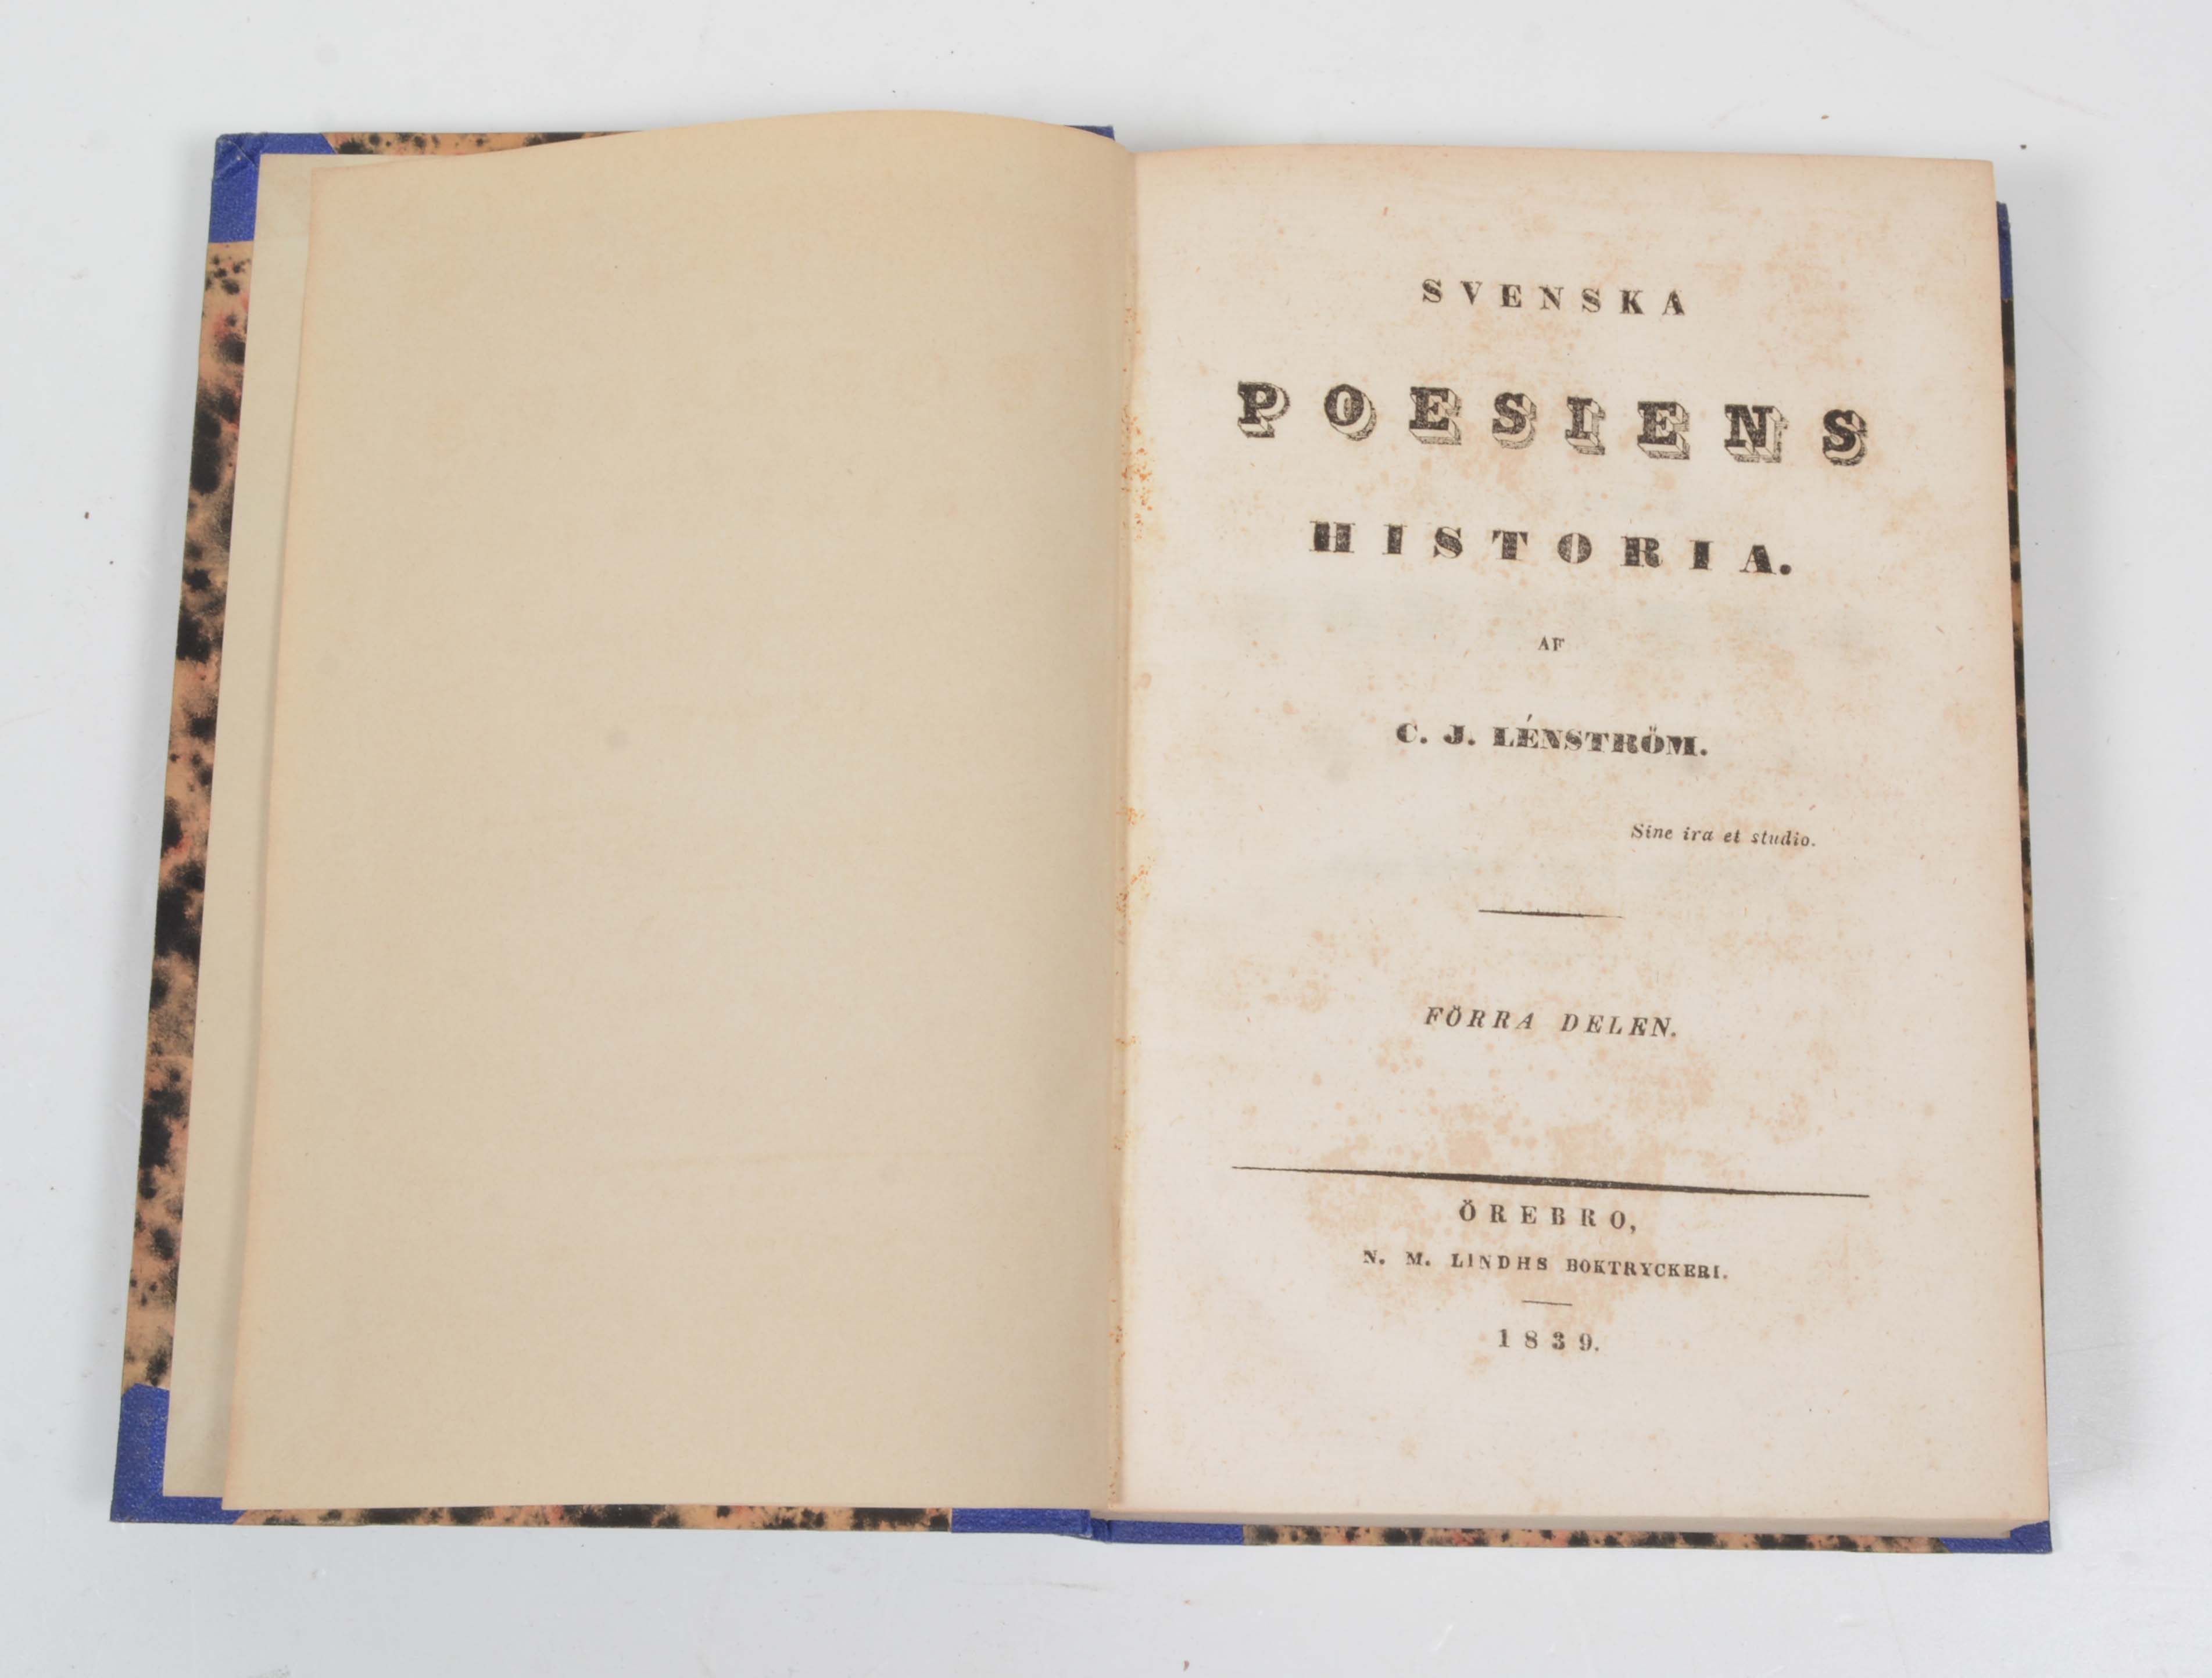 SVENSKA
POESIENS
HISTORIA.
AF
C. J. LÉNSTRÖM.
Sine ira et studio.
FÖRRA DELEN.
ÖREBRO,
N. M. LINDHS BOKTRYCKERI.
1839.